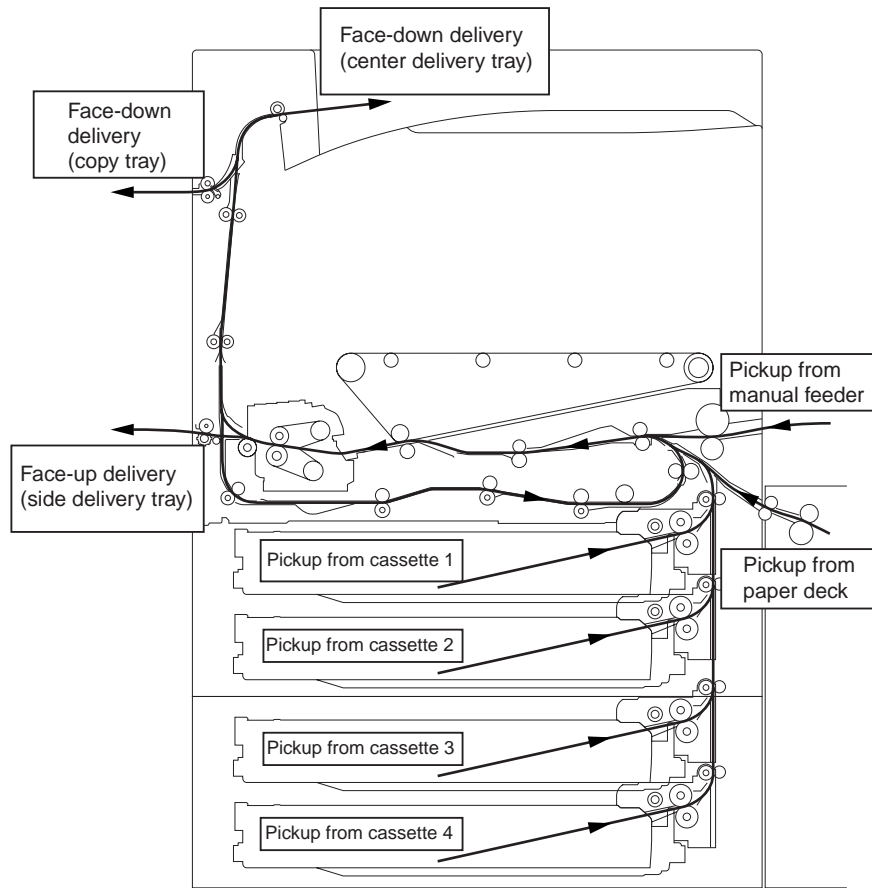 Face-down delivery
(center delivery tray)
Face-down
delivery
(copy tray)
Pickup from
manual feeder
Face-up delivery
(side delivery tray)
Pickup from cassette 1
Pickup from
paper deck
Pickup from cassette 2
Pickup from cassette 3
Pickup from cassette 4